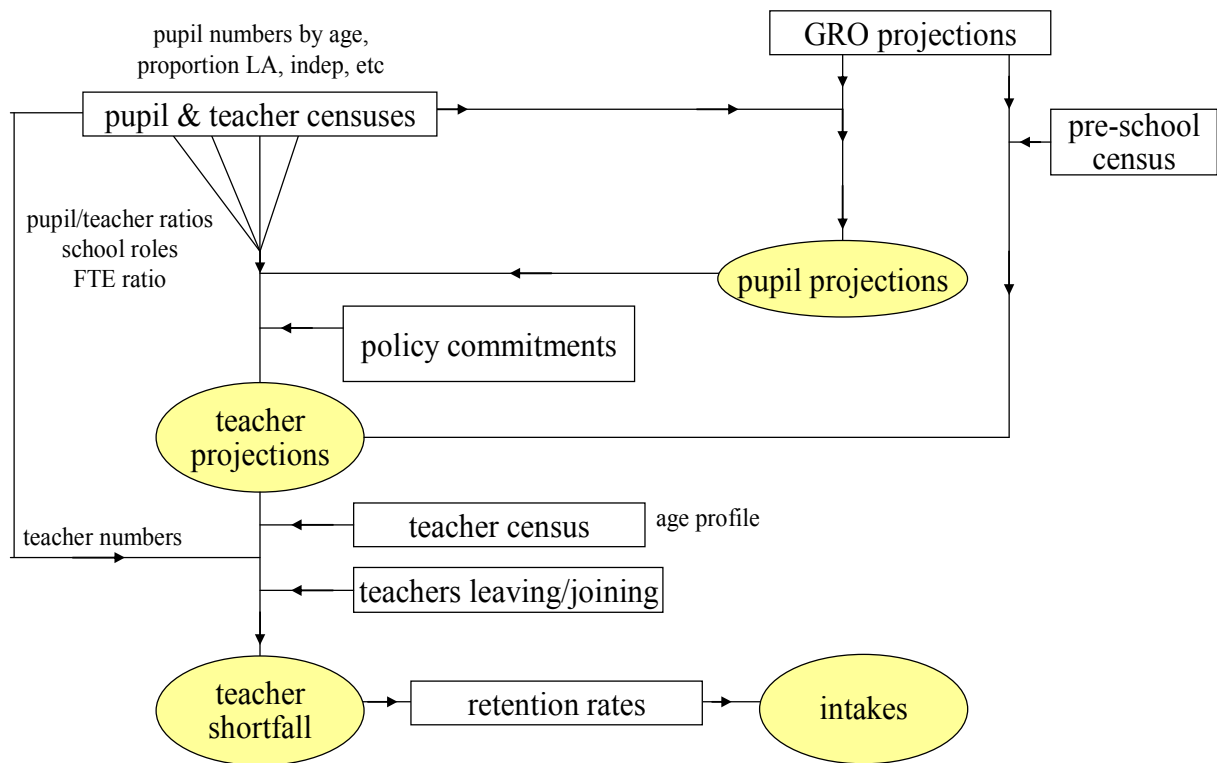 pupil numbers by age,
proportion LA, indep, etc
GRO projections
pupil & teacher censuses
pre-school
census
pupil/teacher ratios
school roles
FTE ratio
pupil projections
policy commitments
teacher
projections
teacher census
age profile
teacher numbers
teachers leaving/joining
teacher
shortfall
retention rates
intakes